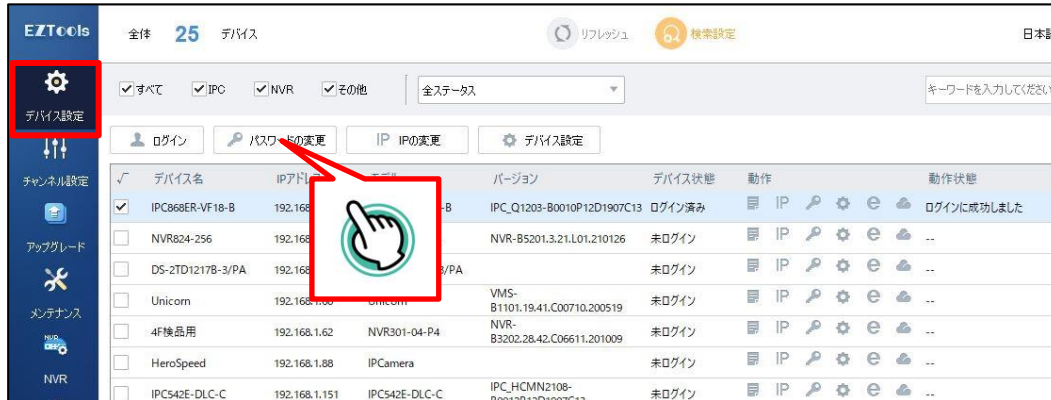 EZTools
全体 25 デバイス
リフレッシュ
検索設定
日本
デバイス設定
チャンネル設定
アップグレード
メンテナンス
NVR
NVR
すべて IPC NVR その他 全ステータス キーワードを入力してください
ログイン パスワードの変更 IP IPの変更 デバイス設定
√ デバイス名 バージョン デバイス状態 動作 動作状態
IPC868ER-VF18-B 192.168 -B IPC_Q1203-B0010P12D1907C13 ログイン済み IP ログインに成功しました
NVR824-256 192.168 NVR-B5201.3.21.L01.210126 未ログイン IP --
DS-2TD1217B-3/PA 192.168 /PA 未ログイン IP --
Unicorn VMS-
B1101.19.41.C00710.200519 未ログイン IP --
4F検品用 192.168.1.62 NVR301-04-P4 NVR-
B3202.28.42.C06611.201009 未ログイン IP --
HeroSpeed 192.168.1.88 IPCamera 未ログイン IP --
IPC542E-DLC-C 192.168.1.151 IPC542E-DLC-C IPC_HCMN2108- 未ログイン IP --